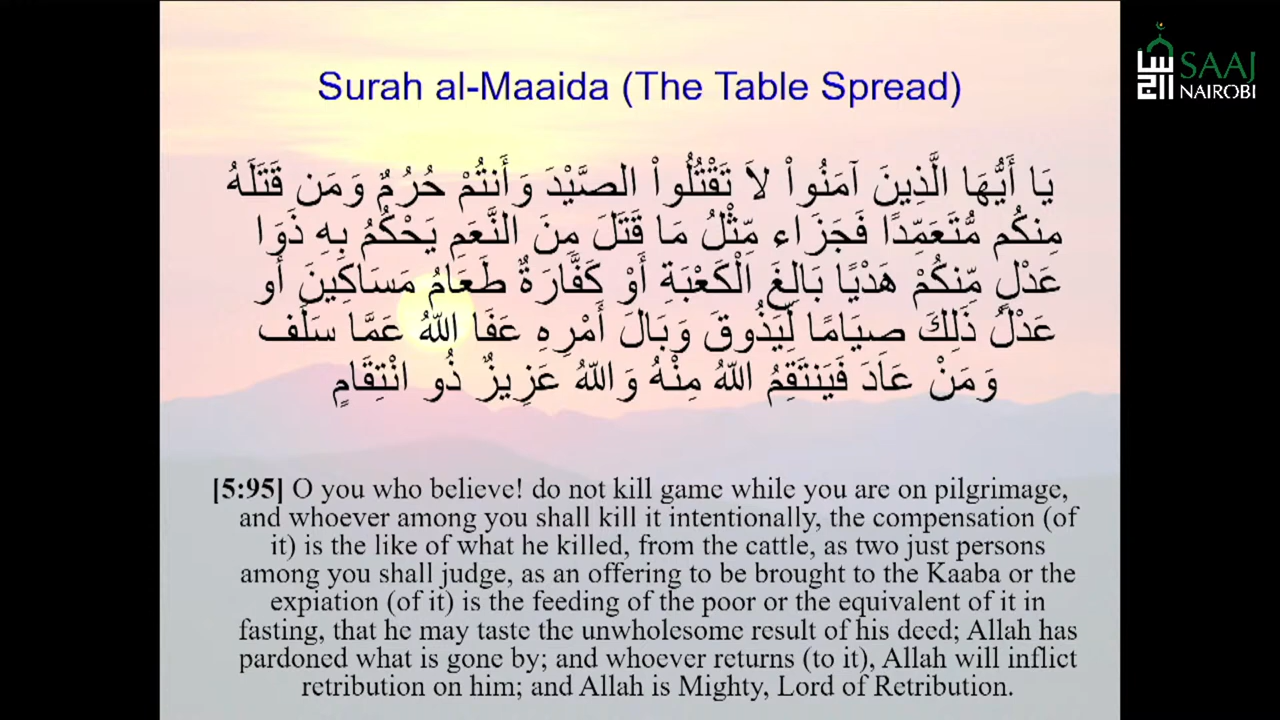 Surah al-Maaida (The Table Spread)
سااج
SAAJ
NAIROBI
يَا أَيُّهَا الَّذِينَ آمَنُواْ لاَ تَقْتُلُواْ الصَّيْدَ وَأَنتُمْ حُرُمٌ وَمَن قَتَلَهُ
مِنكُم مُّتَعَمِّدًا فَجَزَاء مِّثْلُ مَا قَتَلَ مِنَ النَّعَمِ يَحْكُمُ بِهِ ذَوَا
عَدْلٍ مِّنكُمْ هَدْيًا بَالِغَ الْكَعْبَةِ أَوْ كَفَّارَةٌ طَعَامُ مَسَاكِينَ أَو
عَدْلُ ذَلِكَ صِيَامًا لِّيَذُوقَ وَبَالَ أَمْرِهِ عَفَا اللّهُ عَمَّا سَلَف
وَمَنْ عَادَ فَيَنتَقِمُ اللّهُ مِنْهُ وَاللّهُ عَزِيزٌ ذُو انْتِقَامٍ
[5:95] O you who believe! do not kill game while you are on pilgrimage,
and whoever among you shall kill it intentionally, the compensation (of
it) is the like of what he killed, from the cattle, as two just persons
among you shall judge, as an offering to be brought to the Kaaba or the
expiation (of it) is the feeding of the poor or the equivalent of it in
fasting, that he may taste the unwholesome result of his deed; Allah has
pardoned what is gone by; and whoever returns (to it), Allah will inflict
retribution on him; and Allah is Mighty, Lord of Retribution.